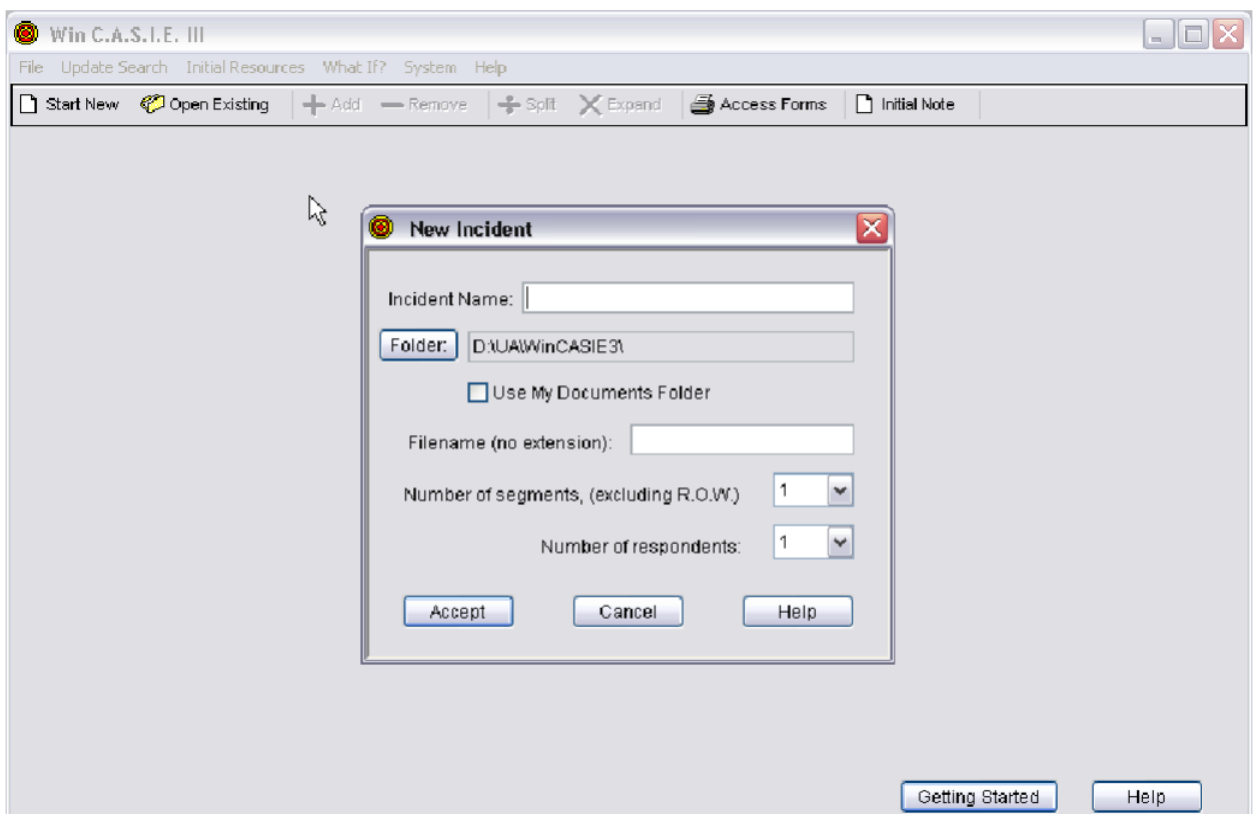 Win C.A.S.I.E. III
File Update Search Initial Resources What If? System Help
Start New Open Existing Add Remove Split Expand Access Forms Initial Note
New Incident
Incident Name:
Folder: D:\UA\WinCASIE3\
Use My Documents Folder
Filename (no extension):
Number of segments, (excluding R.O.W.) 1
Number of respondents: 1
Accept Cancel Help
Getting Started Help